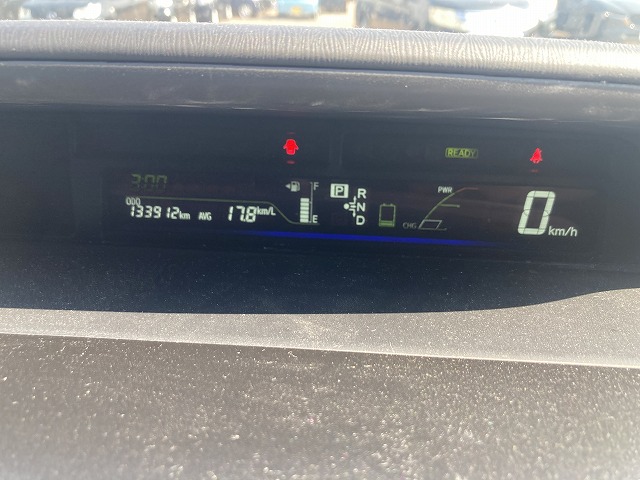 READY
3:00
F
P R
PWR
ODO
133912km AVG 17.8km/L
N
0 km/h
E
D
CHG